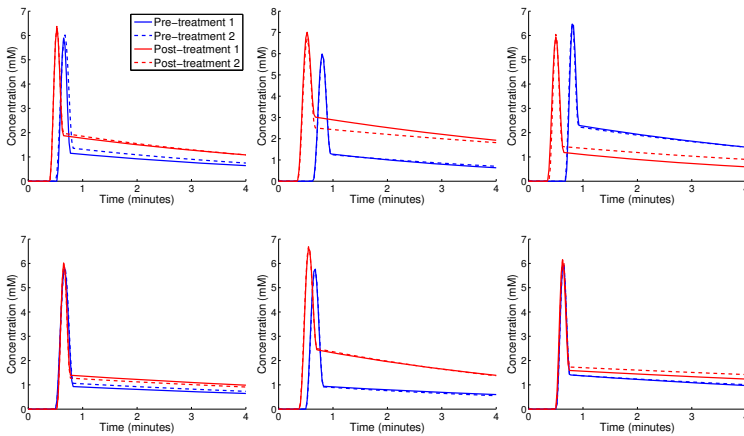 Pre-treatment 1
Pre-treatment 2
Post-treatment 1
Post-treatment 2
Concentration (mM)
7
6
5
4
3
2
1
0
0 1 2 3 4
Time (minutes)
Concentration (mM)
8
7
6
5
4
3
2
1
0
0 1 2 3 4
Time (minutes)
Concentration (mM)
7
6
5
4
3
2
1
0
0 1 2 3 4
Time (minutes)
Concentration (mM)
7
6
5
4
3
2
1
0
0 1 2 3 4
Time (minutes)
Concentration (mM)
7
6
5
4
3
2
1
0
0 1 2 3 4
Time (minutes)
Concentration (mM)
7
6
5
4
3
2
1
0
0 1 2 3 4
Time (minutes)